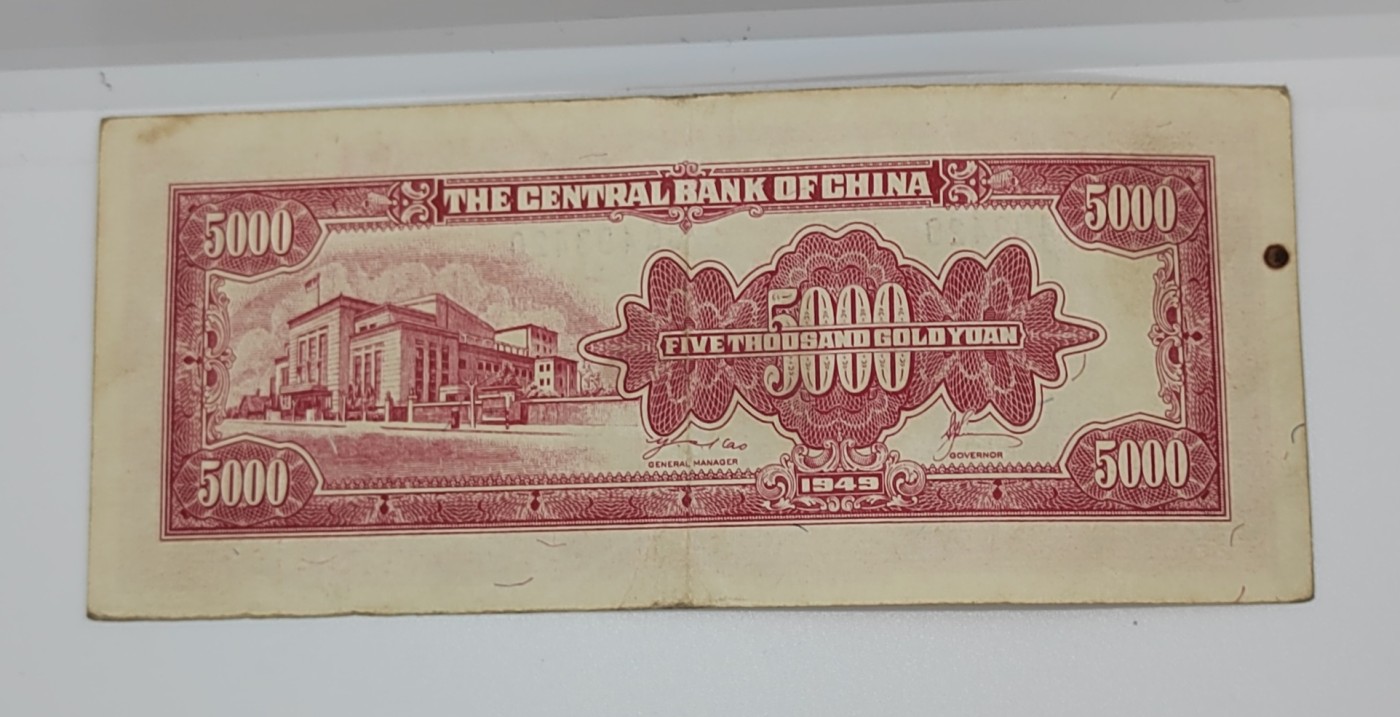 THE CENTRAL BANK OF CHINA
5000
5000
5000
FIVE THOUSAND GOLD YUAN
GENERAL MANAGER
GOVERNOR
5000
1949
5000